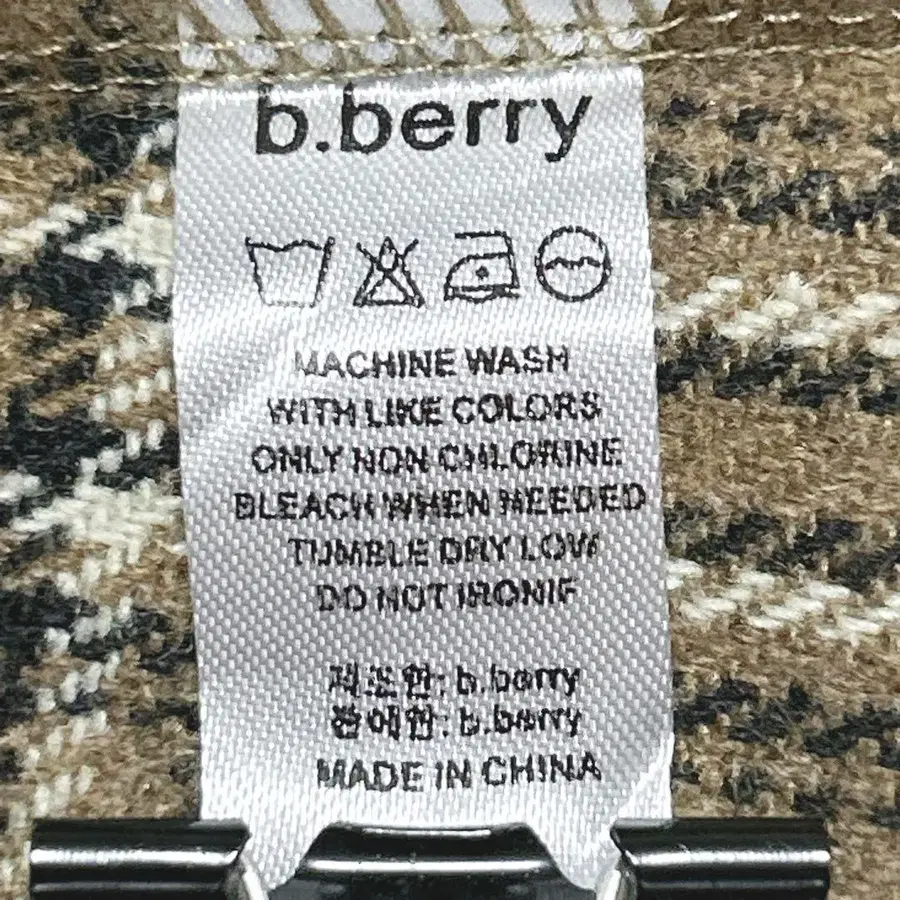 b.berry
MACHINE WASH
WITH LIKE COLORS
ONLY NON CHLORINE
BLEACH WHEN NEEDED
TUMBLE DRY LOW
DO NOT IRONIF
제조원: b.berry
판매원: b.berry
MADE IN CHINA